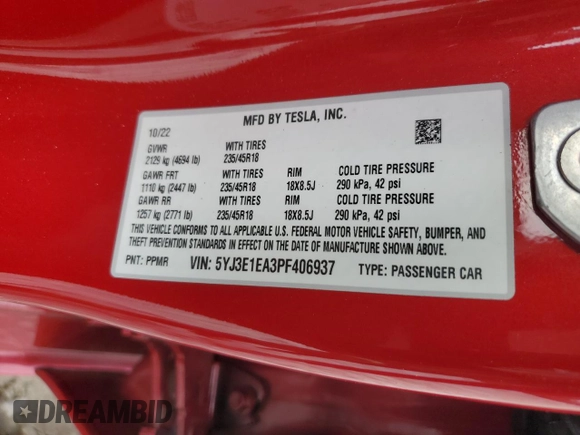 MFD BY TESLA, INC.
10/22
GVWR WITH TIRES
2129 kg (4694 lb) 235/45R18
GAWR FRT WITH TIRES RIM COLD TIRE PRESSURE
1110 kg (2447 lb) 235/45R18 18X8.5J 290 kPa, 42 psi
GAWR RR WITH TIRES RIM COLD TIRE PRESSURE
1257 kg (2771 lb) 235/45R18 18X8.5J 290 kPa, 42 psi
THIS VEHICLE CONFORMS TO ALL APPLICABLE U.S. FEDERAL MOTOR VEHICLE SAFETY, BUMPER, AND
THEFT PREVENTION STANDARDS IN EFFECT ON THE DATE OF MANUFACTURE SHOWN ABOVE.
PNT: PPMR VIN: 5YJ3E1EA3PF406937 TYPE: PASSENGER CAR
DREAMBID